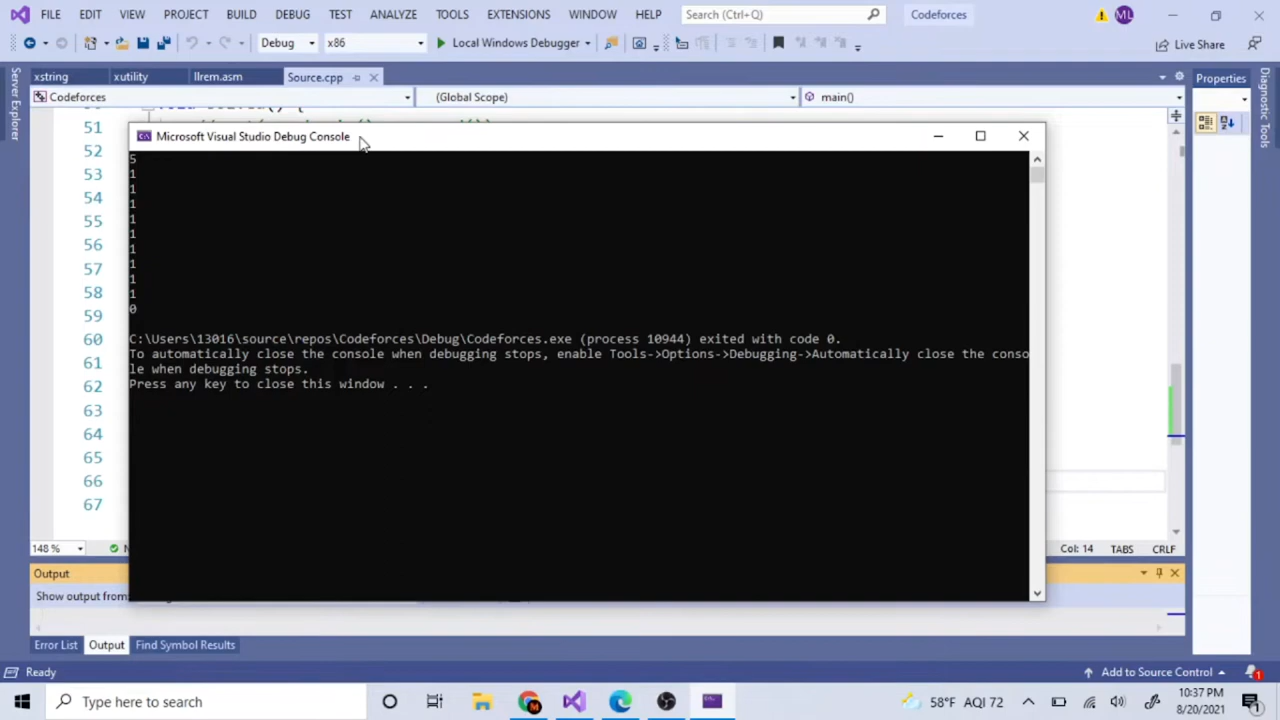 FILE EDIT VIEW PROJECT BUILD DEBUG TEST ANALYZE TOOLS EXTENSIONS WINDOW HELP Search (Ctrl+Q) Codeforces ML
Debug x86 Local Windows Debugger Live Share
Server Explorer
xstring xutility llrem.asm Source.cpp
Properties
Diagnostic Tools
Codeforces (Global Scope) main()
51
52
53
54
55
56
57
58
59
60
61
62
63
64
65
66
67
Microsoft Visual Studio Debug Console
5
1
1
1
1
1
1
1
1
1
0
C:\Users\13016\source\repos\Codeforces\Debug\Codeforces.exe (process 10944) exited with code 0.
To automatically close the console when debugging stops, enable Tools->Options->Debugging->Automatically close the conso
le when debugging stops.
Press any key to close this window . . .
148 % N Col: 14 TABS CRLF
Output
Show output from:
Error List Output Find Symbol Results
Ready Add to Source Control 1
Type here to search 58°F AQI 72 10:37 PM
8/20/2021 1